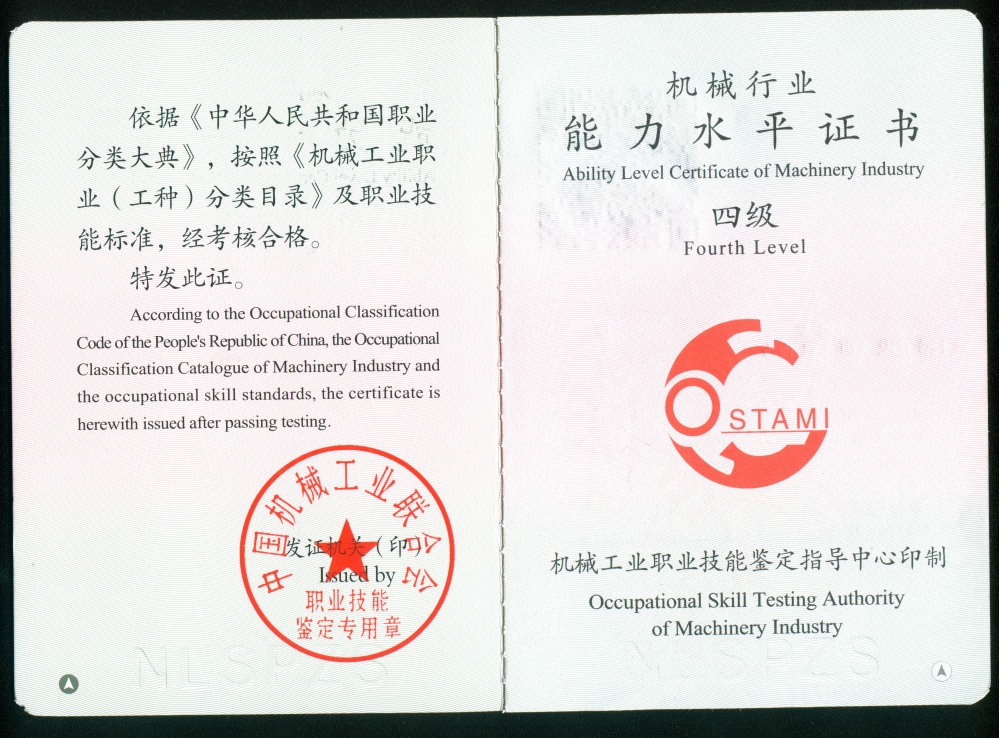 依据《中华人民共和国职业
分类大典》，按照《机械工业职
业（工种）分类目录》及职业技
能标准，经考核合格。
特发此证。
According to the Occupational Classification
Code of the People's Republic of China, the Occupational
Classification Catalogue of Machinery Industry and
the occupational skill standards, the certificate is
herewith issued after passing testing.
中国机械工业联合会
发证机关（印）
Issued by
职业技能
鉴定专用章
NLSPZS
机械行业
能力水平证书
Ability Level Certificate of Machinery Industry
四级
Fourth Level
OSTAMI
机械工业职业技能鉴定指导中心印制
Occupational Skill Testing Authority
of Machinery Industry
NLSPZS